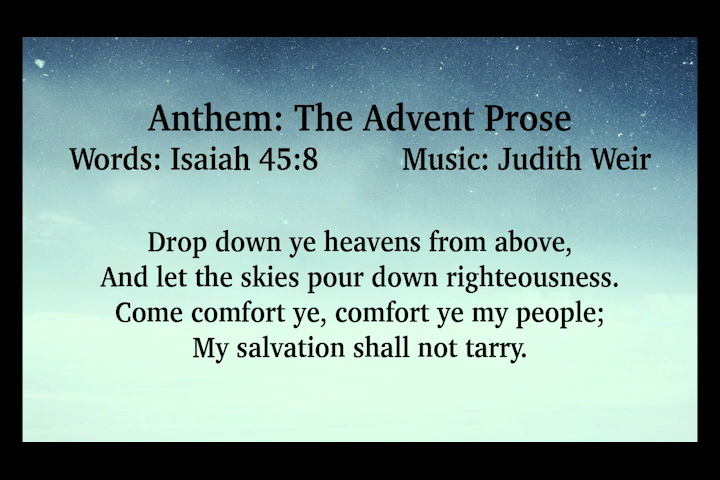 Anthem: The Advent Prose
Words: Isaiah 45:8 Music: Judith Weir
Drop down ye heavens from above,
And let the skies pour down righteousness.
Come comfort ye, comfort ye my people;
My salvation shall not tarry.